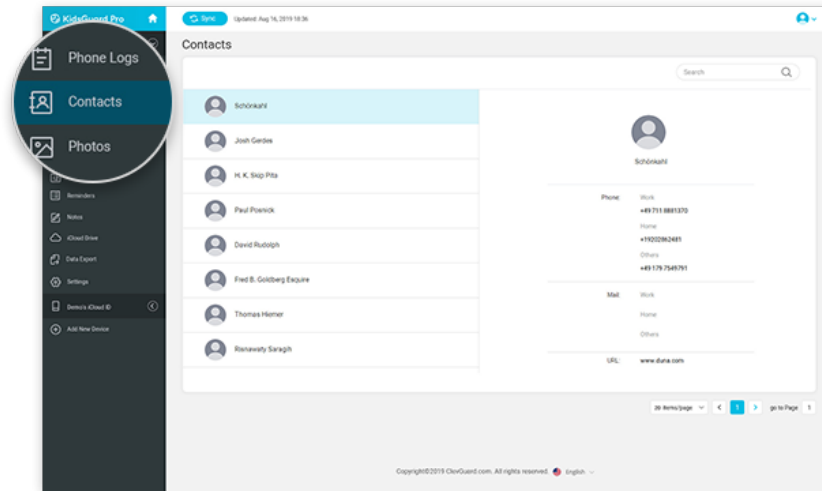 KidsGuard Pro
Sync
Updated: Aug 16, 2019 18:36
Phone Logs
Contacts
Photos
Reminders
Notes
iCloud Drive
Data Export
Settings
Demo's iCloud ID
Add New Device
Contacts
Search
Schönkahl
Josh Gerdes
H. K. Skip Pita
Paul Posnick
David Rudolph
Fred B. Goldberg Esquire
Thomas Hiemer
Risnawaty Saragih
Schönkahl
Phone: Work
+49 711 8881370
Home
+19202862481
Others
+49 179 7549791
Mail: Work
Home
Others
URL: www.duna.com
20 items/page 1 go to Page 1
Copyright©2019 ClevGuard.com, All rights reserved. English